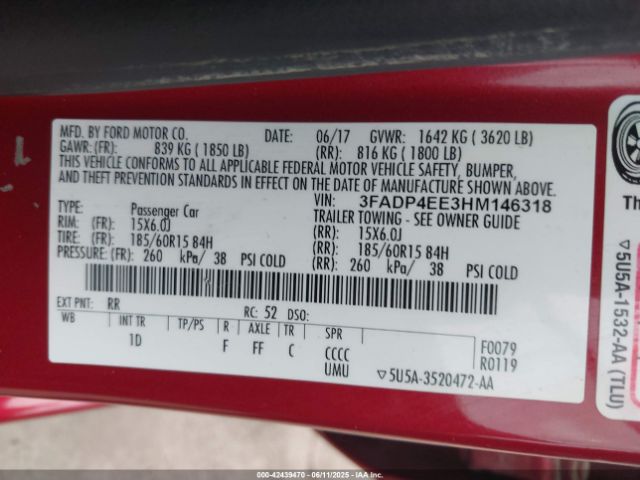 MFD. BY FORD MOTOR CO. 06/17 GVWR: 1642 KG ( 3620 LB)
GAWR: (FR): 839 KG ( 1850 LB) (RR): 816 KG ( 1800 LB)
THIS VEHICLE CONFORMS TO ALL APPLICABLE FEDERAL MOTOR VEHICLE SAFETY, BUMPER,
AND THEFT PREVENTION STANDARDS IN EFFECT ON THE DATE OF MANUFACTURE SHOWN ABOVE.
VIN: 3FADP4EE3HM146318
TYPE: Passenger Car TRAILER TOWING - SEE OWNER GUIDE
RIM: (FR): 15X6.0J (RR): 15X6.0J
TIRE: (FR): 185/60R15 84H (RR): 185/60R15 84H
PRESSURE: (FR): 260 kPa/ 38 PSI COLD (RR): 260 kPa/ 38 PSI COLD
EXT PNT: RR RC: 52 DSO:
WB INT TR TP/PS R AXLE TR SPR
1D F FF C CCCC
UMU
F0079
R0119
▽5U5A-3520472-AA
Th
▽5U5A-1532-AA (TLU)
00-42439470 - 06/11/2025 - IAAI.COM